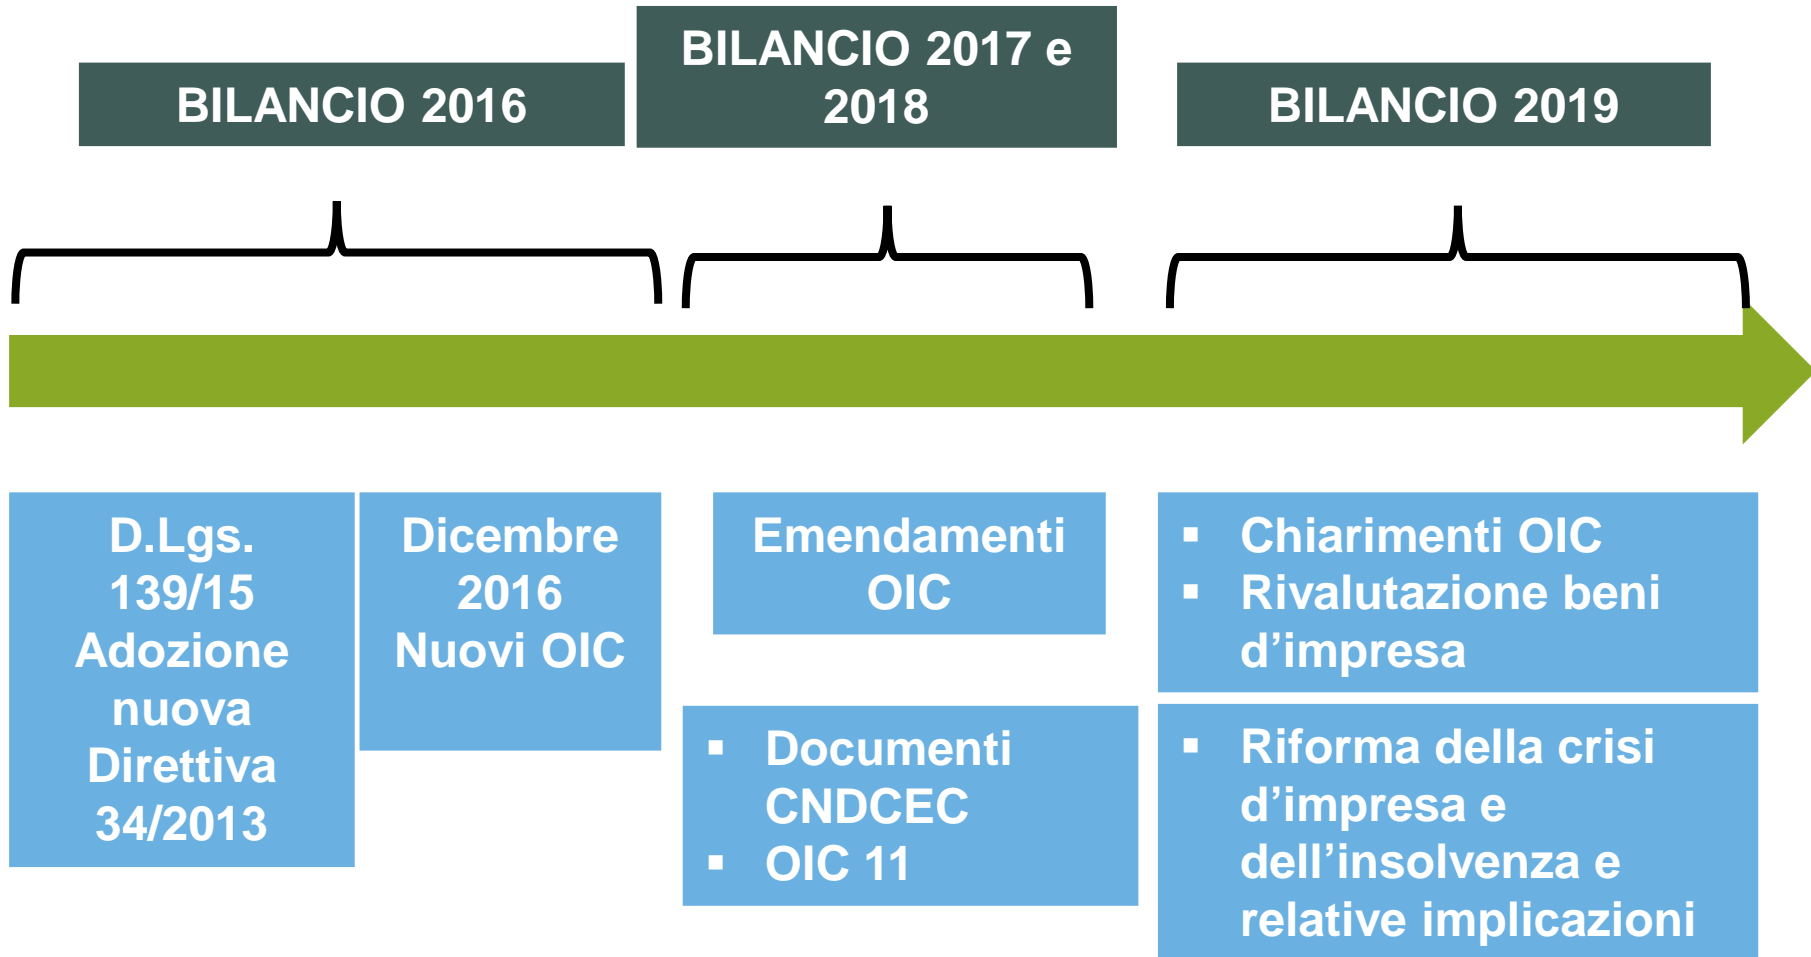 BILANCIO 2016
BILANCIO 2017 e
2018
BILANCIO 2019
D.Lgs.
139/15
Adozione
nuova
Direttiva
34/2013
Dicembre
2016
Nuovi OIC
Emendamenti
OIC
▪ Documenti
CNDCEC
▪ OIC 11
▪ Chiarimenti OIC
▪ Rivalutazione beni
d’impresa
▪ Riforma della crisi
d’impresa e
dell’insolvenza e
relative implicazioni